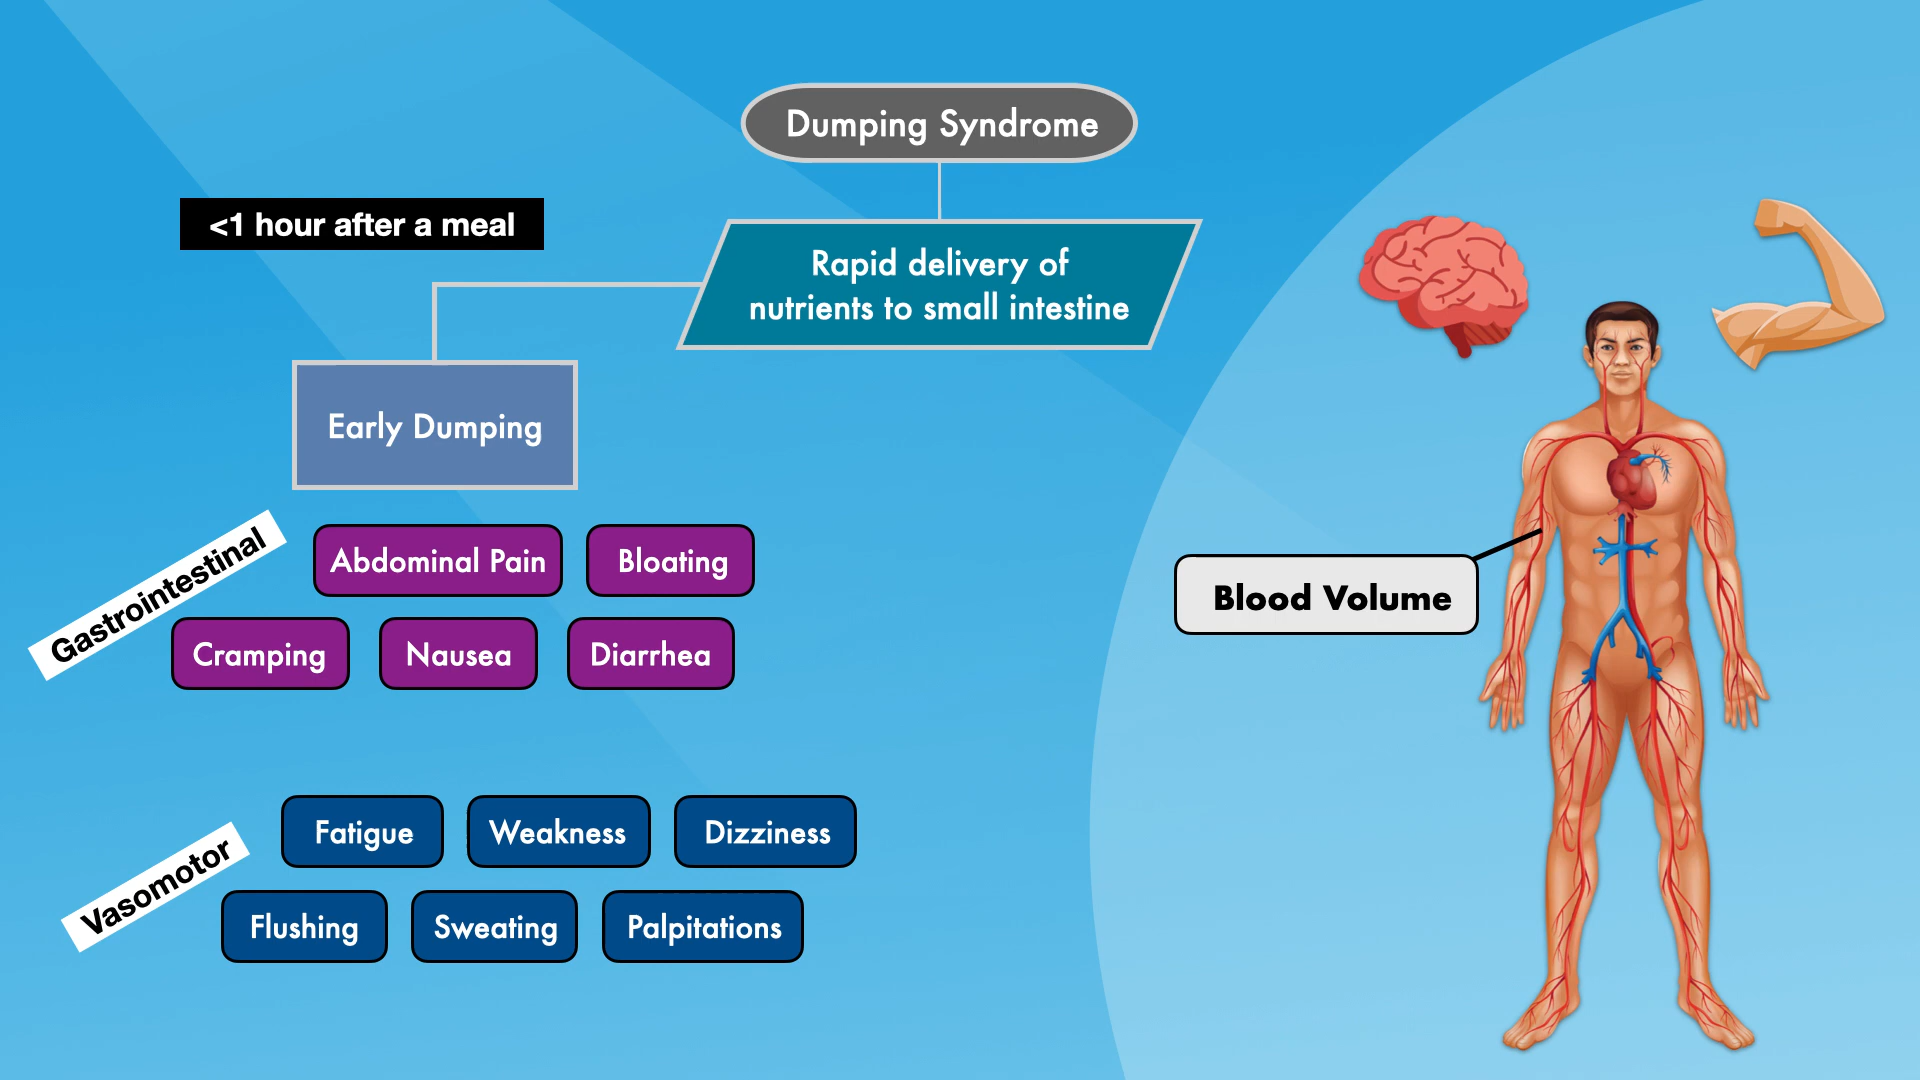 Dumping Syndrome
<1 hour after a meal
Rapid delivery of
nutrients to small intestine
Early Dumping
Gastrointestinal
Abdominal Pain
Bloating
Cramping
Nausea
Diarrhea
Blood Volume
Vasomotor
Fatigue
Weakness
Dizziness
Flushing
Sweating
Palpitations